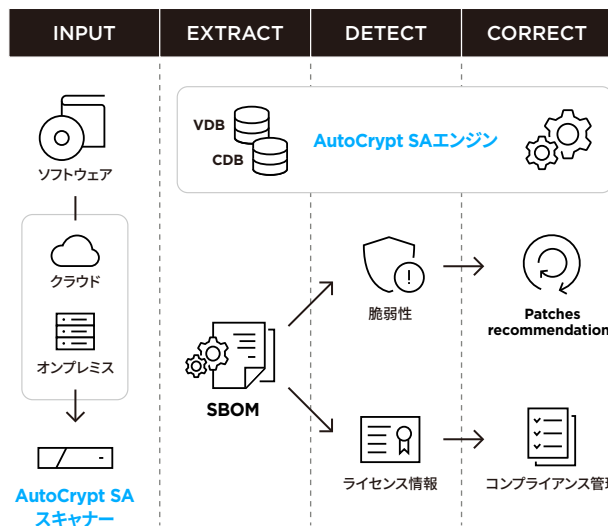 INPUT
EXTRACT
DETECT
CORRECT
ソフトウェア
クラウド
オンプレミス
AutoCrypt SA
スキャナー
VDB
CDB
AutoCrypt SAエンジン
SBOM
脆弱性
Patches
recommendation
ライセンス情報
コンプライアンス管理